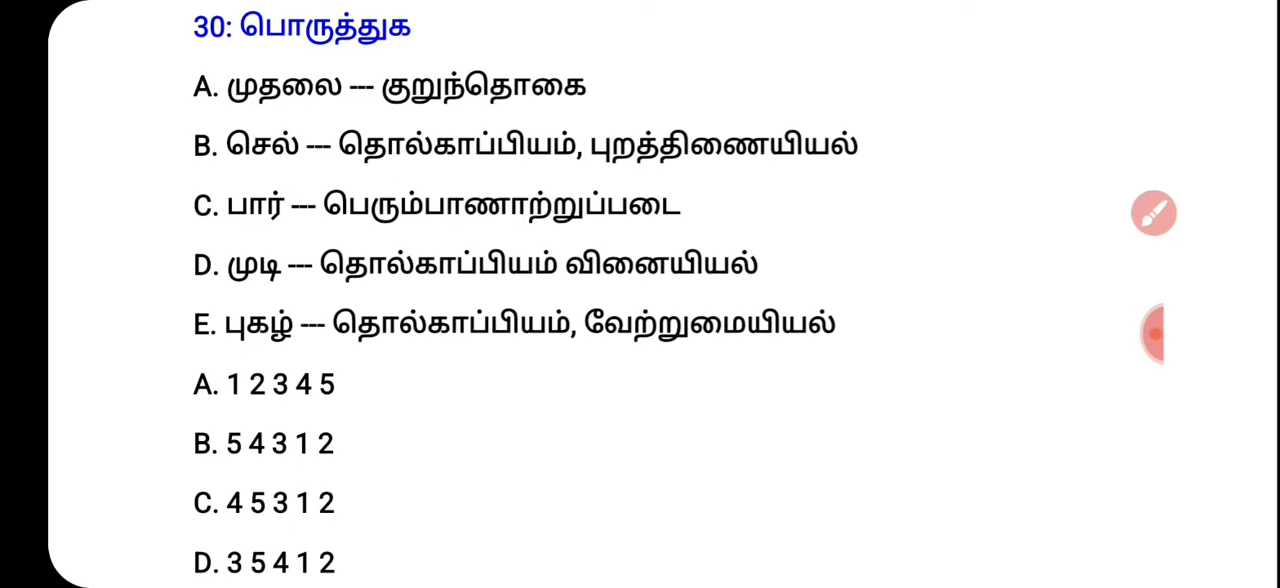 30: பொருத்துக
A. முதலை --- குறுந்தொகை
B. செல் --- தொல்காப்பியம், புறத்திணையியல்
C. பார் --- பெரும்பாணாற்றுப்படை
D. முடி --- தொல்காப்பியம் வினையியல்
E. புகழ் --- தொல்காப்பியம், வேற்றுமையியல்
A. 1 2 3 4 5
B. 5 4 3 1 2
C. 4 5 3 1 2
D. 3 5 4 1 2